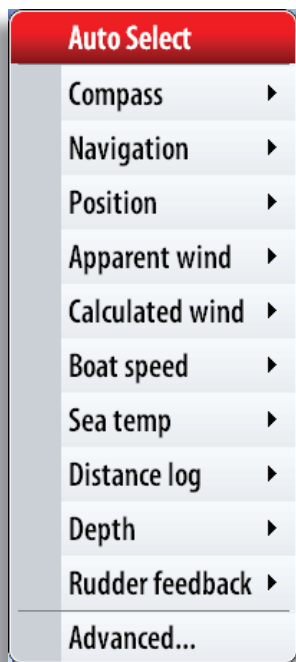 Auto Select
Compass
Navigation
Position
Apparent wind
Calculated wind
Boat speed
Sea temp
Distance log
Depth
Rudder feedback
Advanced...